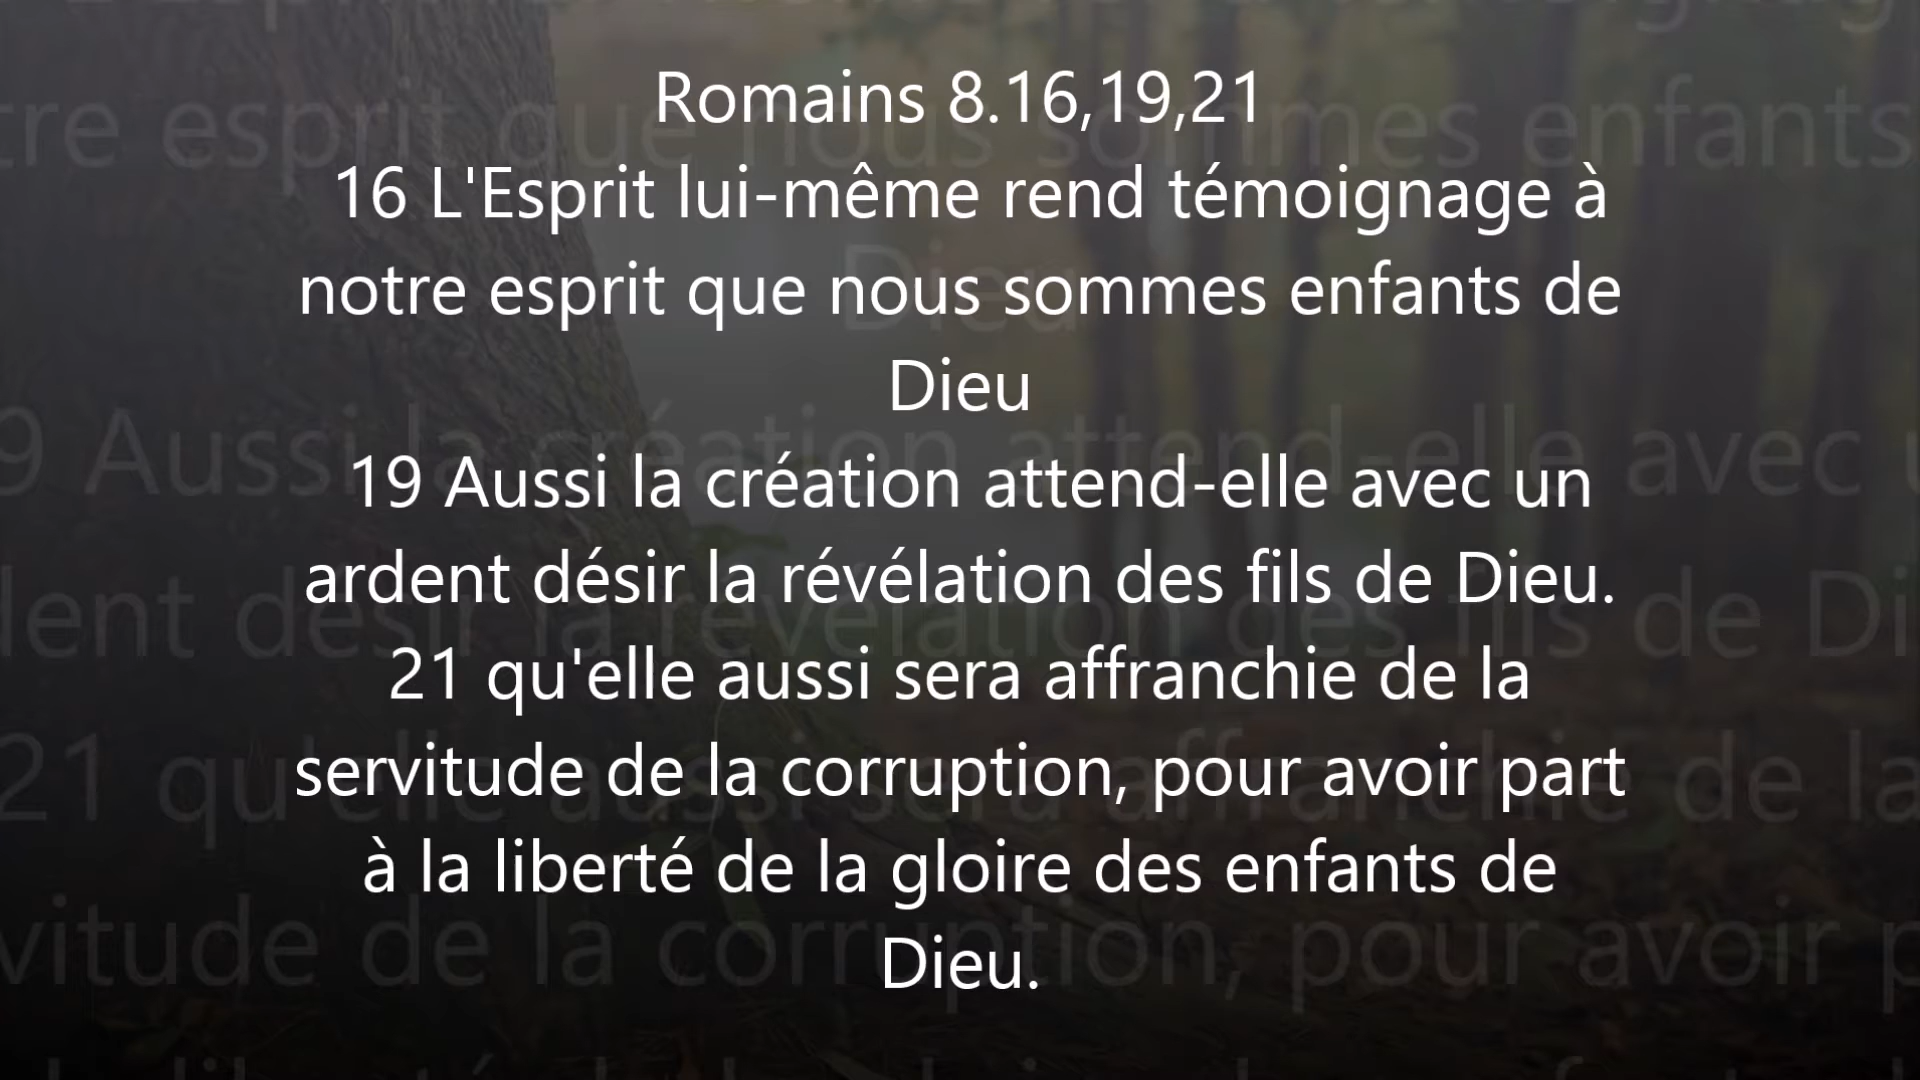 Romains 8.16,19,21
16 L'Esprit lui-même rend témoignage à
notre esprit que nous sommes enfants de
Dieu
19 Aussi la création attend-elle avec un
ardent désir la révélation des fils de Dieu.
21 qu'elle aussi sera affranchie de la
servitude de la corruption, pour avoir part
à la liberté de la gloire des enfants de
Dieu.